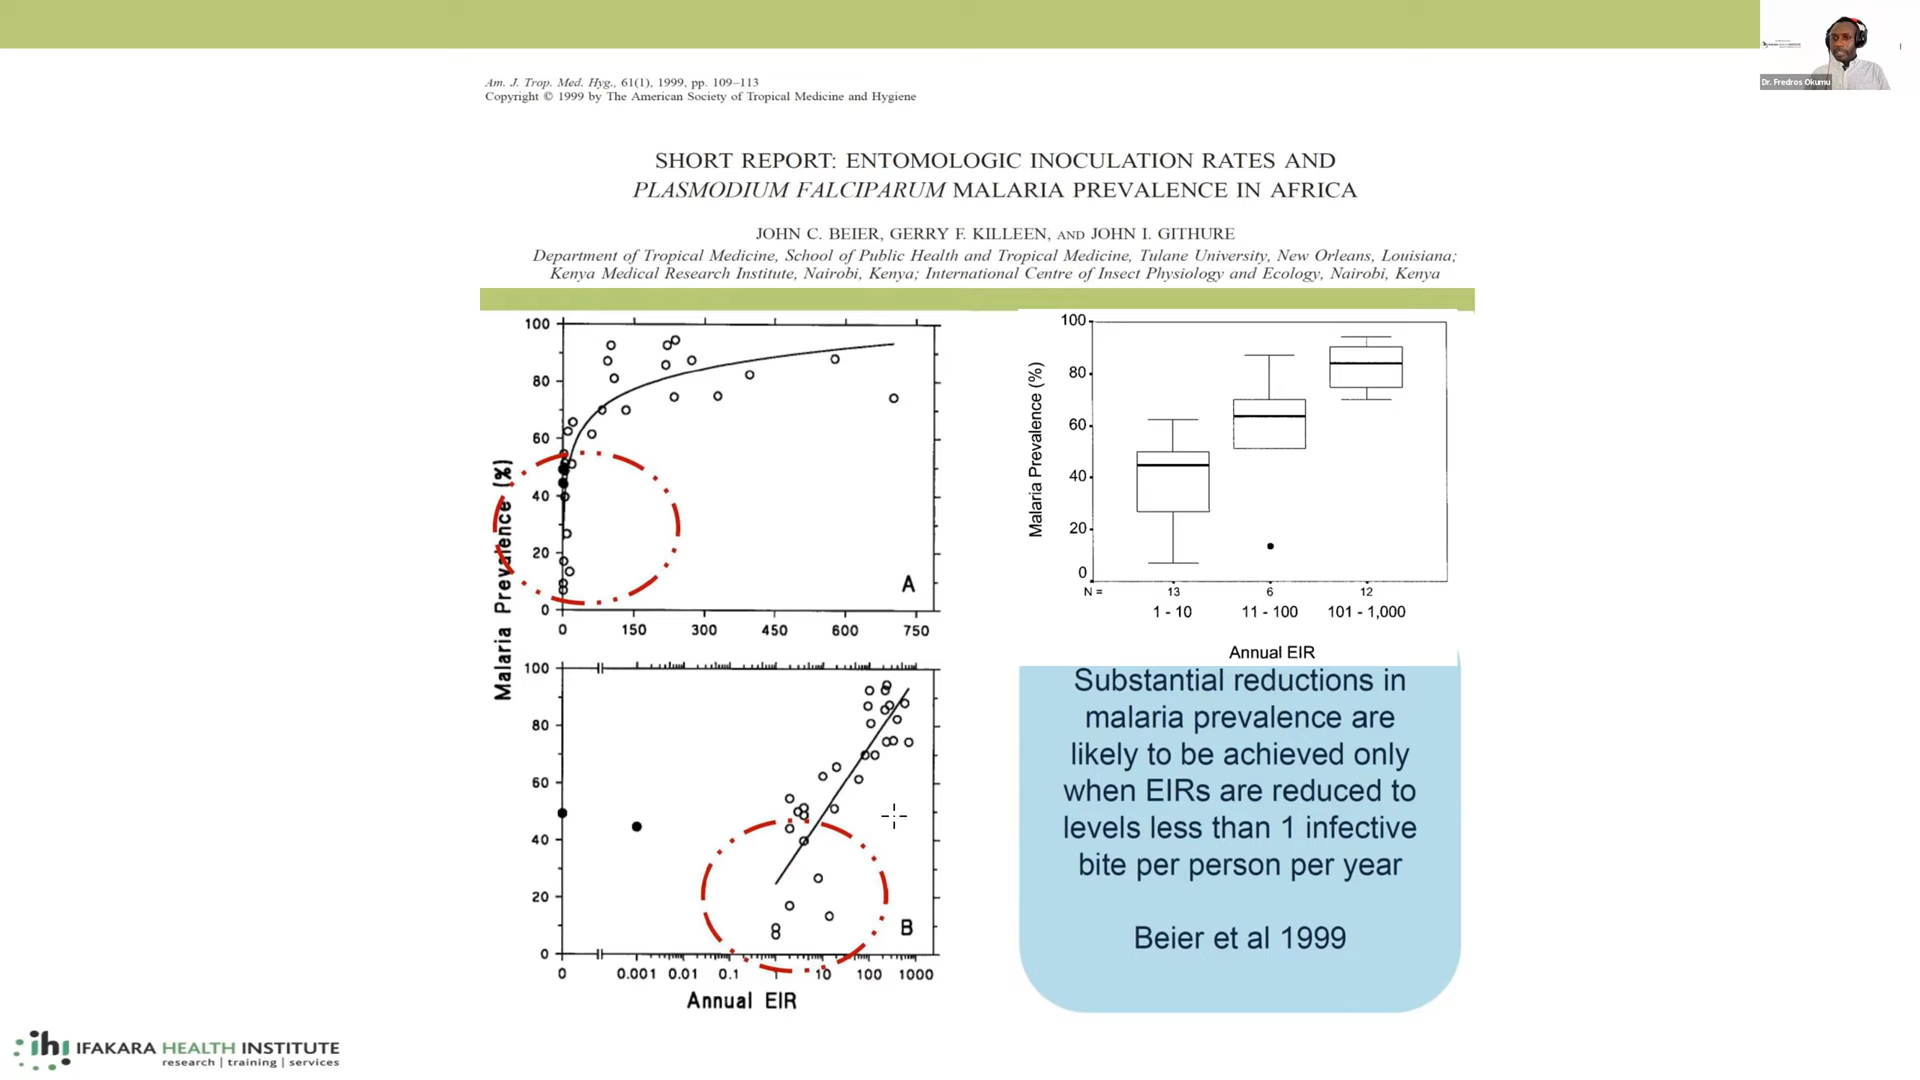 Am. J. Trop. Med. Hyg., 61(1), 1999, pp. 109–113
Copyright © 1999 by The American Society of Tropical Medicine and Hygiene
SHORT REPORT: ENTOMOLOGIC INOCULATION RATES AND
PLASMODIUM FALCIPARUM MALARIA PREVALENCE IN AFRICA
JOHN C. BEIER, GERRY F. KILLEEN, AND JOHN I. GITHURE
Department of Tropical Medicine, School of Public Health and Tropical Medicine, Tulane University, New Orleans, Louisiana;
Kenya Medical Research Institute, Nairobi, Kenya; International Centre of Insect Physiology and Ecology, Nairobi, Kenya
Dr. Fredros Okumu
Malaria Prevalence (%)
100
80
60
40
20
0
A
0 150 300 450 600 750
100
80
60
40
20
0
B
0 0.001 0.01 0.1 1 10 100 1000
Annual EIR
Malaria Prevalence (%)
100
80
60
40
20
0
N = 13 6 12
1 - 10 11 - 100 101 - 1,000
Annual EIR
Substantial reductions in
malaria prevalence are
likely to be achieved only
when EIRs are reduced to
levels less than 1 infective
bite per person per year
Beier et al 1999
ihi IFAKARA HEALTH INSTITUTE
research | training | services